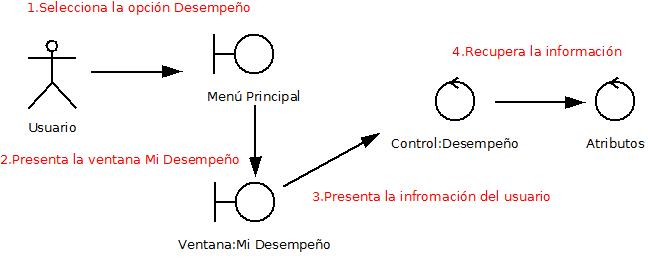 1.Selecciona la opción Desempeño
4.Recupera la información
Menú Principal
Usuario
Control:Desempeño
Atributos
2.Presenta la ventana Mi Desempeño
3.Presenta la infromación del usuario
Ventana:Mi Desempeño